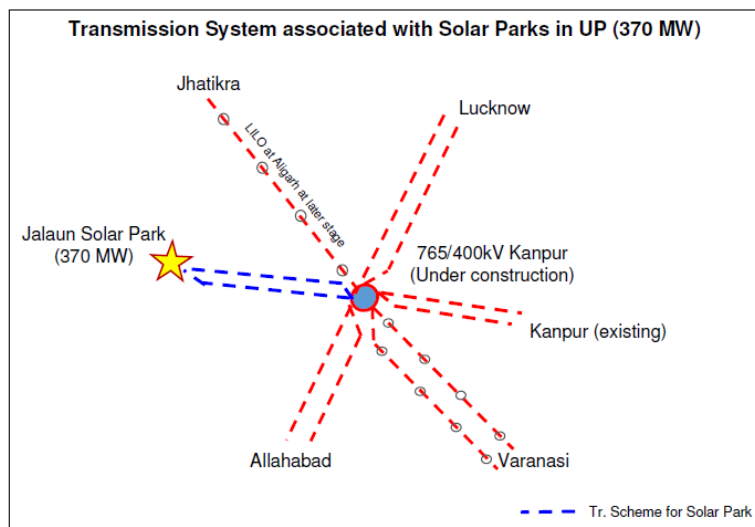 Transmission System associated with Solar Parks in UP (370 MW)
Jhatikra
Lucknow
LILO at Aligarh at later stage
Jalaun Solar Park
(370 MW)
765/400kV Kanpur
(Under construction)
Kanpur (existing)
Allahabad
Varanasi
Tr. Scheme for Solar Park